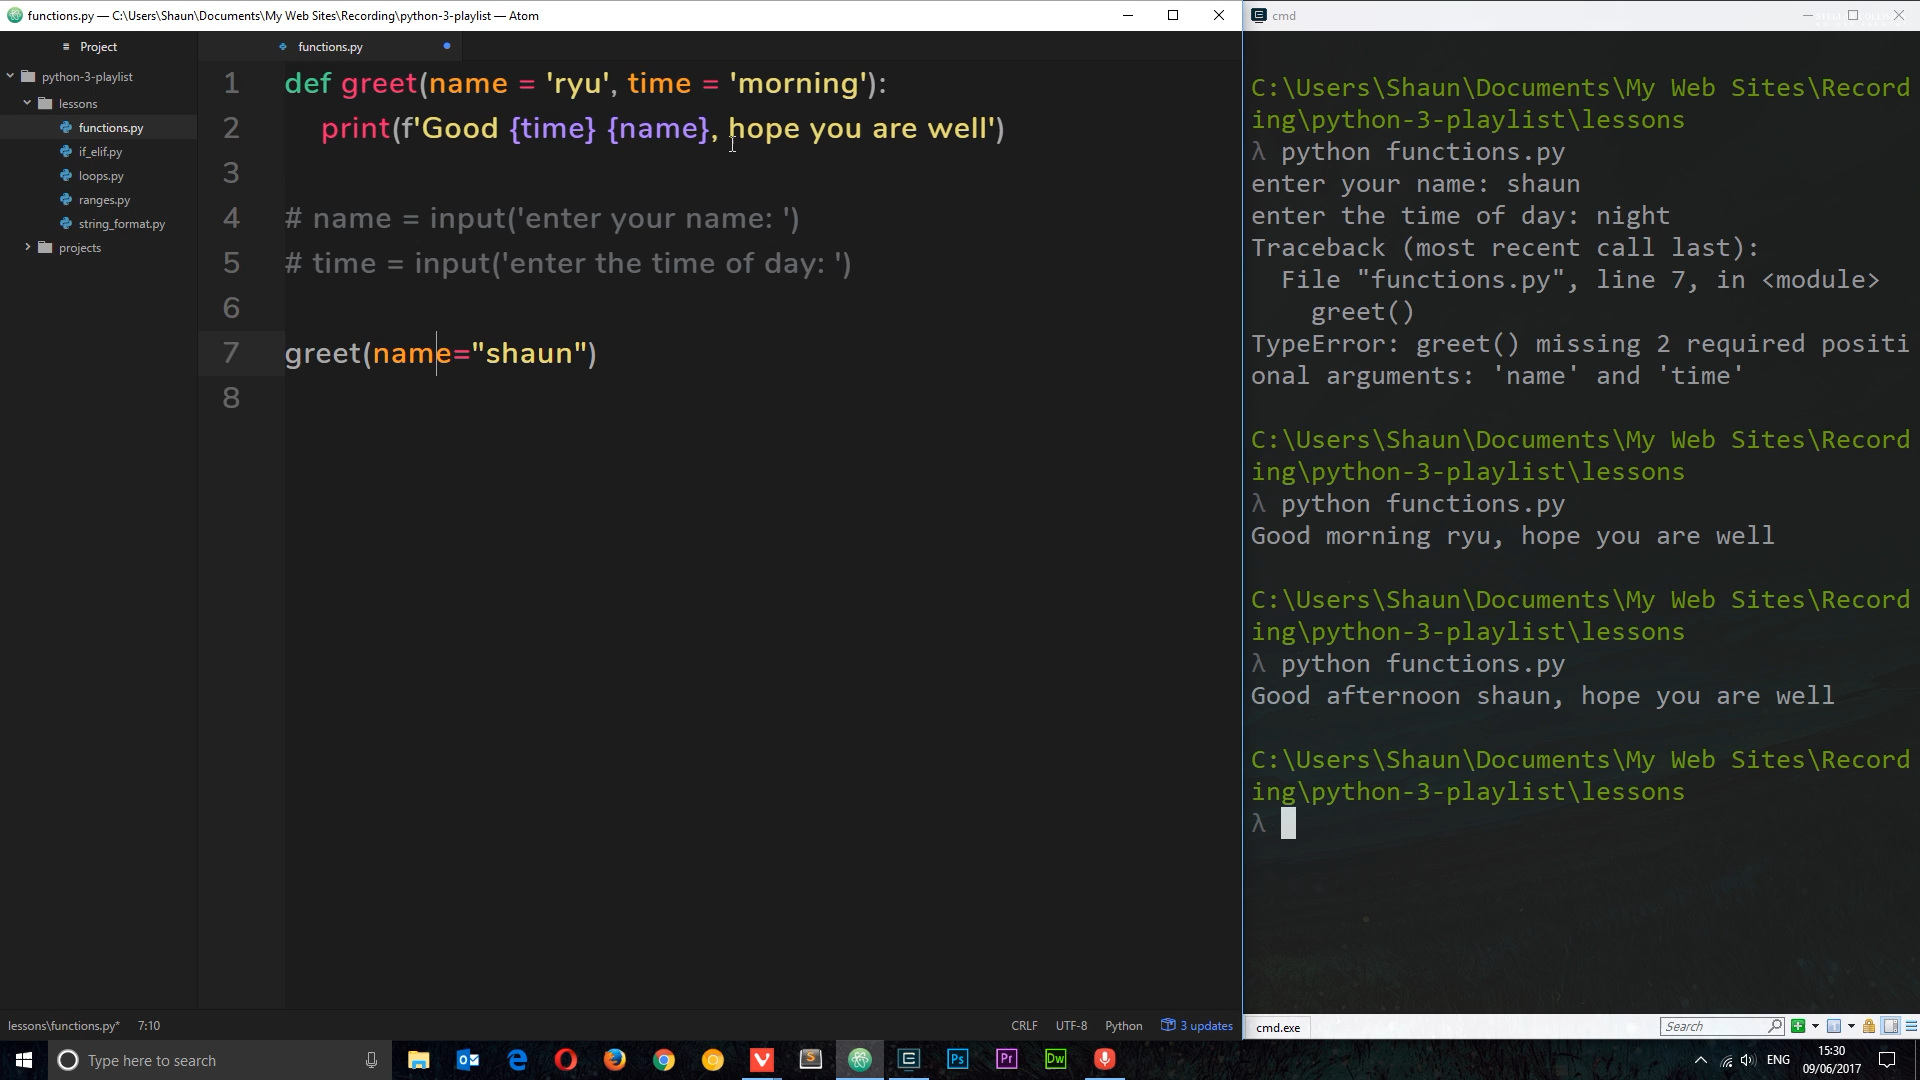 functions.py — C:\Users\Shaun\Documents\My Web Sites\Recording\python-3-playlist — Atom
Project
python-3-playlist
lessons
functions.py
if_elif.py
loops.py
ranges.py
string_format.py
projects
functions.py
1 def greet(name = 'ryu', time = 'morning'):
2 print(f'Good {time} {name}, hope you are well')
3
4 # name = input('enter your name: ')
5 # time = input('enter the time of day: ')
6
7 greet(name="shaun")
8
lessons\functions.py*
7:10
CRLF
UTF-8
Python
3 updates
cmd
C:\Users\Shaun\Documents\My Web Sites\Record
ing\python-3-playlist\lessons
λ python functions.py
enter your name: shaun
enter the time of day: night
Traceback (most recent call last):
File "functions.py", line 7, in <module>
greet()
TypeError: greet() missing 2 required positi
onal arguments: 'name' and 'time'
C:\Users\Shaun\Documents\My Web Sites\Record
ing\python-3-playlist\lessons
λ python functions.py
Good morning ryu, hope you are well
C:\Users\Shaun\Documents\My Web Sites\Record
ing\python-3-playlist\lessons
λ python functions.py
Good afternoon shaun, hope you are well
C:\Users\Shaun\Documents\My Web Sites\Record
ing\python-3-playlist\lessons
λ
cmd.exe
Search
Type here to search
S
Ps
Pr
Dw
ENG
15:30
09/06/2017